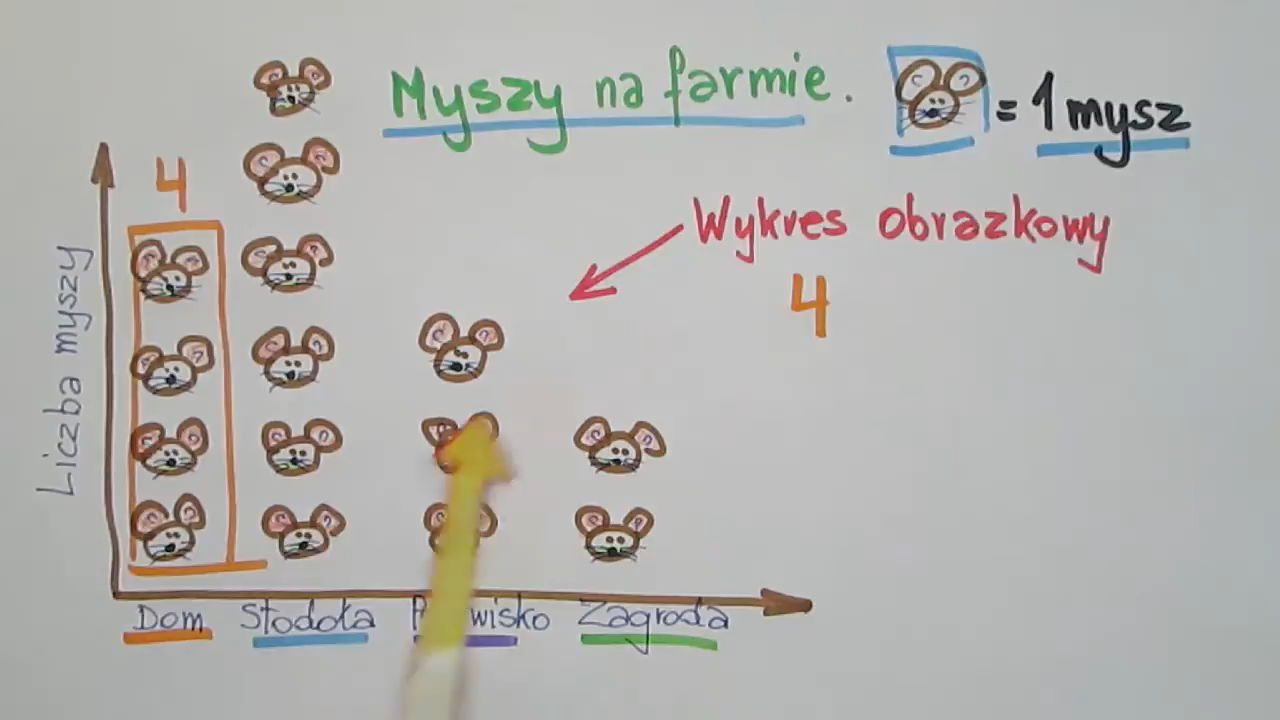 Myszy na farmie.
= 1 mysz
Wykres obrazkowy
4
4
Liczba myszy
Dom Stodoła Zagroda